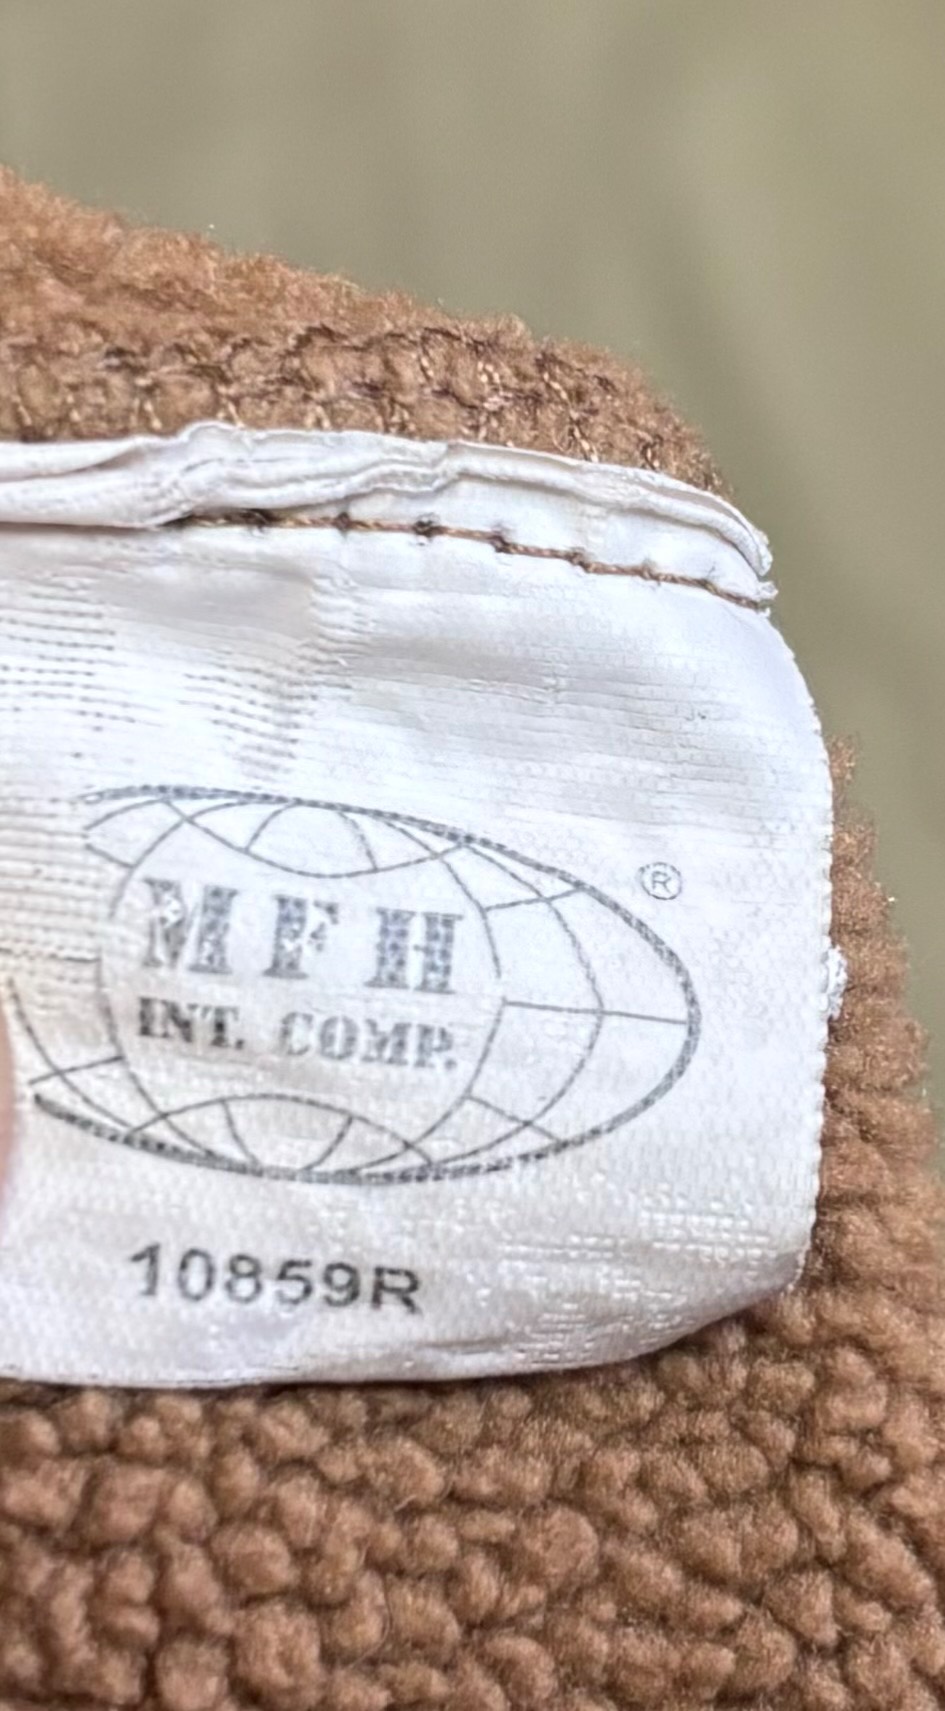 ®
MFH
INT. COMP.
10859R